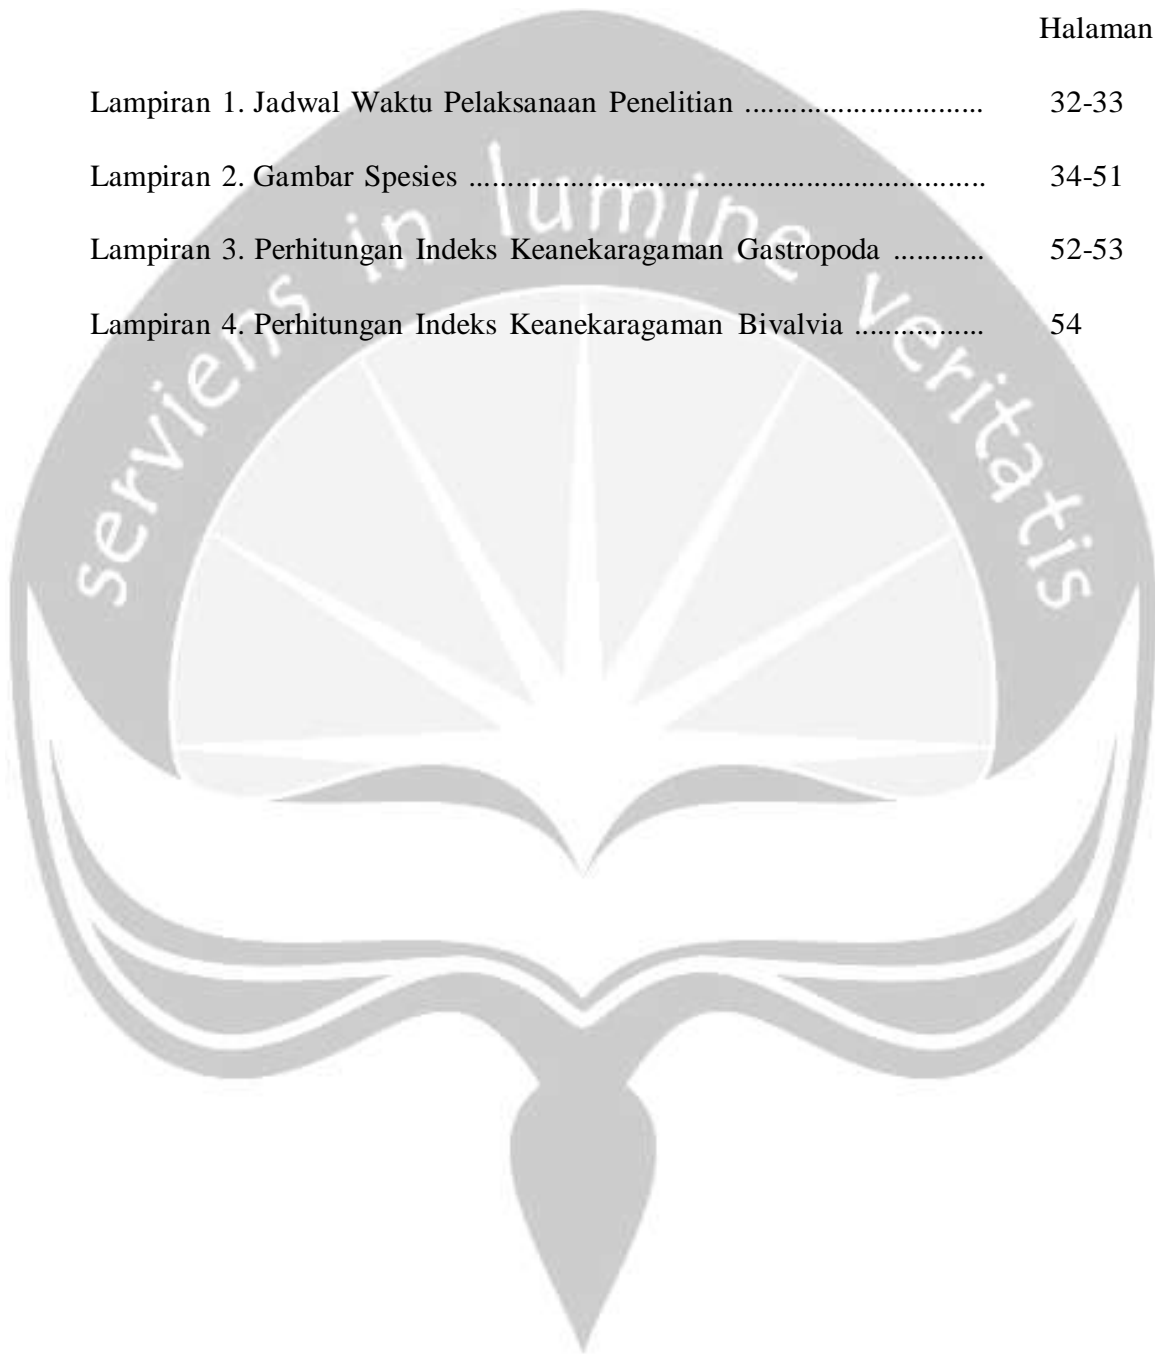 Halaman
Lampiran 1. Jadwal Waktu Pelaksanaan Penelitian ............................. 32-33
Lampiran 2. Gambar Spesies .............................................................. 34-51
Lampiran 3. Perhitungan Indeks Keanekaragaman Gastropoda ............ 52-53
Lampiran 4. Perhitungan Indeks Keanekaragaman Bivalvia ................. 54
serviens in lumine veritatis